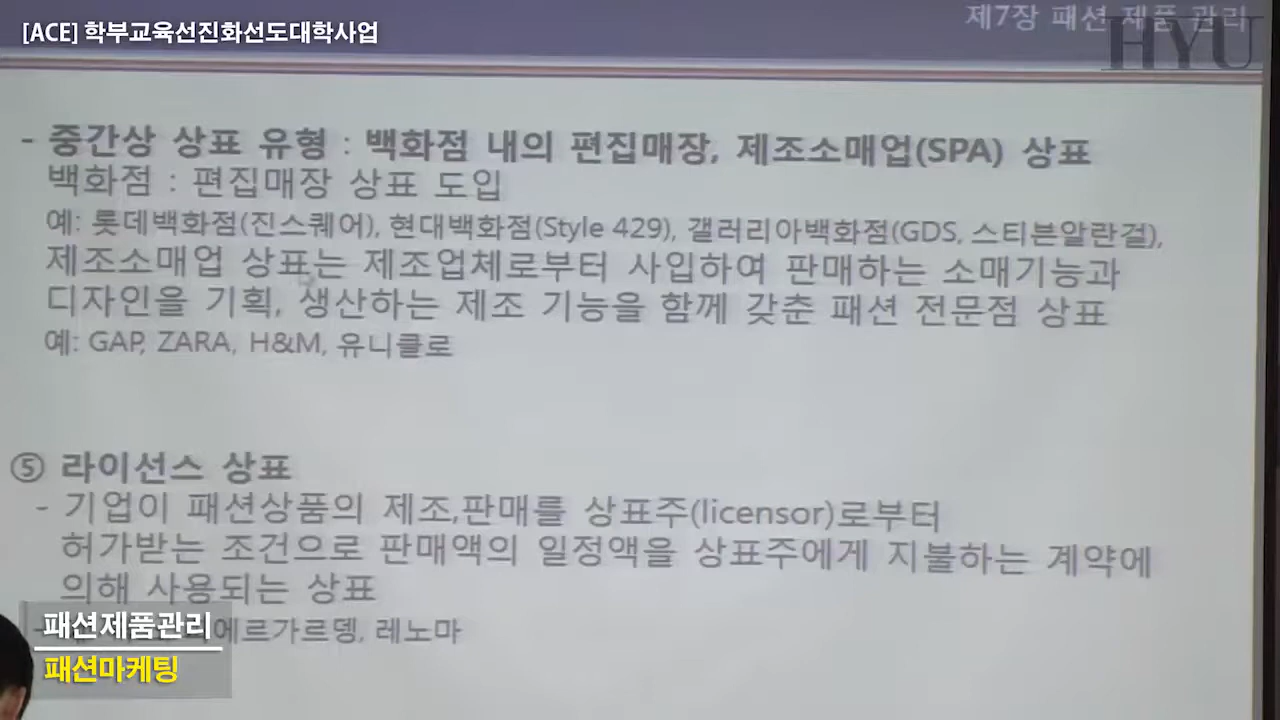 [ACE] 학부교육선진화선도대학사업
제7장 패션 제품 관리
HYU
- 중간상 상표 유형 : 백화점 내의 편집매장, 제조소매업(SPA) 상표
백화점 : 편집매장 상표 도입
예: 롯데백화점(진스퀘어), 현대백화점(Style 429), 갤러리아백화점(GDS, 스티븐알란걸),
제조소매업 상표는 제조업체로부터 사입하여 판매하는 소매기능과
디자인을 기획, 생산하는 제조 기능을 함께 갖춘 패션 전문점 상표
예: GAP, ZARA, H&M, 유니클로
⑤ 라이선스 상표
- 기업이 패션상품의 제조,판매를 상표주(licensor)로부터
허가받는 조건으로 판매액의 일정액을 상표주에게 지불하는 계약에
의해 사용되는 상표
에르가르뎅, 레노마
패션제품관리
패션마케팅